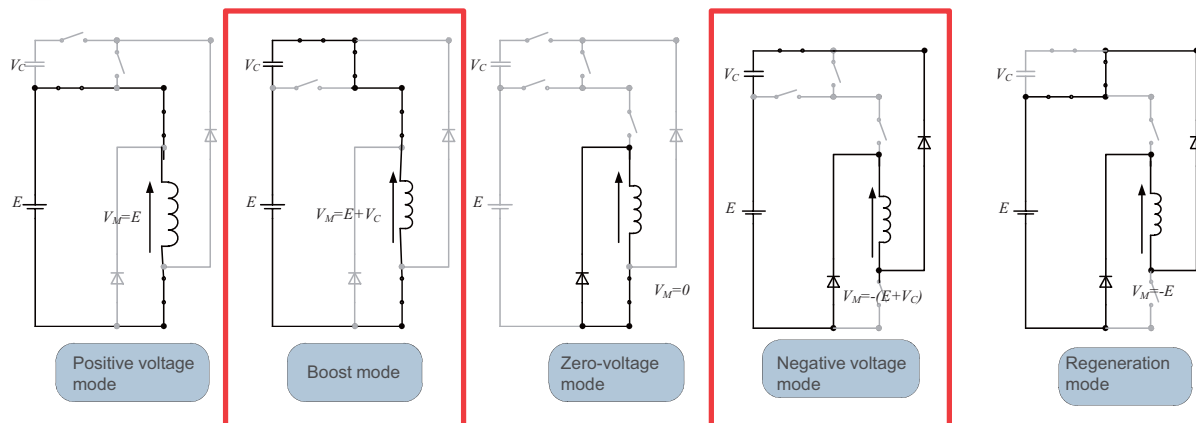 V_C
E
V_M=E
Positive voltage
mode
V_C
E
V_M=E+V_C
Boost mode
V_C
E
V_M=0
Zero-voltage
mode
V_C
E
V_M=-(E+V_C)
Negative voltage
mode
V_C
E
V_M=-E
Regeneration
mode